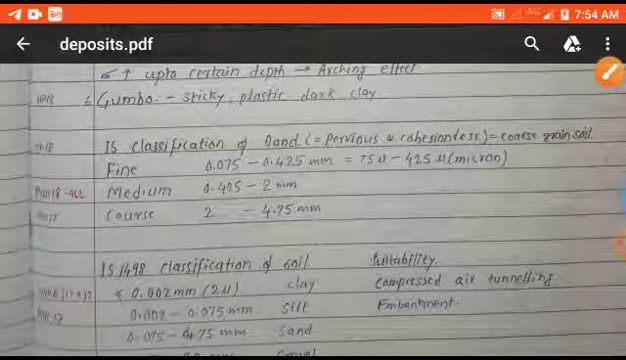 7:54 AM
deposits.pdf
σ ↑ upto certain depth → Arching effect
Gumbo - sticky, plastic dark clay
IS classification of Dand (= Pervious & cohesionless) = coarse grain soil
Fine 0.075 - 0.425 mm = 75 μ - 425 μ (micron)
Medium 0.425 - 2 mm
Course 2 - 4.75 mm
IS 1498 classification of soil Suitability
< 0.002 mm (2μ) clay Compressed air tunnelling
0.002 - 0.075 mm silt Embankment.
0.075 - 4.75 mm Sand